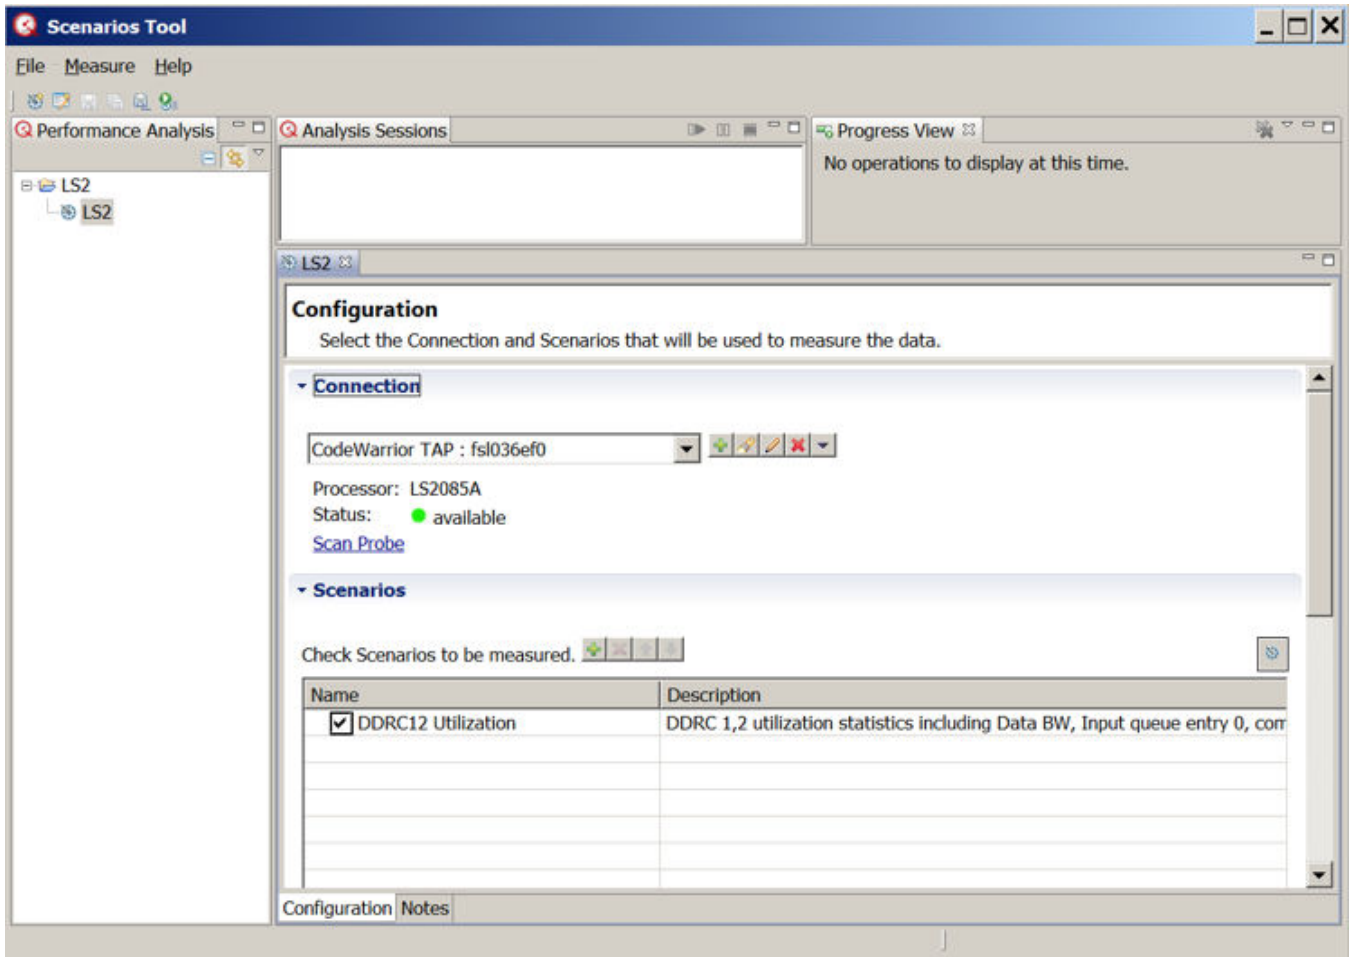 Scenarios Tool
File Measure Help
Performance Analysis
Analysis Sessions
Progress View
No operations to display at this time.
LS2
LS2
LS2
Configuration
Select the Connection and Scenarios that will be used to measure the data.
Connection
CodeWarrior TAP : fsl036ef0
Processor: LS2085A
Status: available
Scan Probe
Scenarios
Check Scenarios to be measured.
Name Description
DDRC12 Utilization DDRC 1,2 utilization statistics including Data BW, Input queue entry 0, com
Configuration Notes